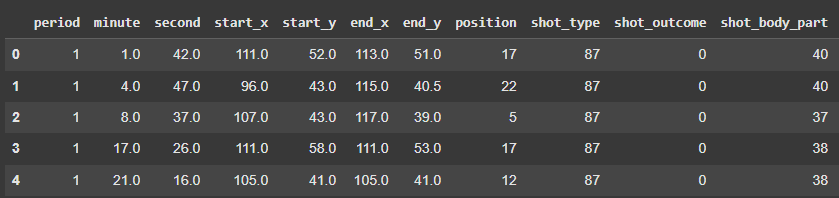 period minute second start_x start_y end_x end_y position shot_type shot_outcome shot_body_part
0 1 1.0 42.0 111.0 52.0 113.0 51.0 17 87 0 40
1 1 4.0 47.0 96.0 43.0 115.0 40.5 22 87 0 40
2 1 8.0 37.0 107.0 43.0 117.0 39.0 5 87 0 37
3 1 17.0 26.0 111.0 58.0 111.0 53.0 17 87 0 38
4 1 21.0 16.0 105.0 41.0 105.0 41.0 12 87 0 38